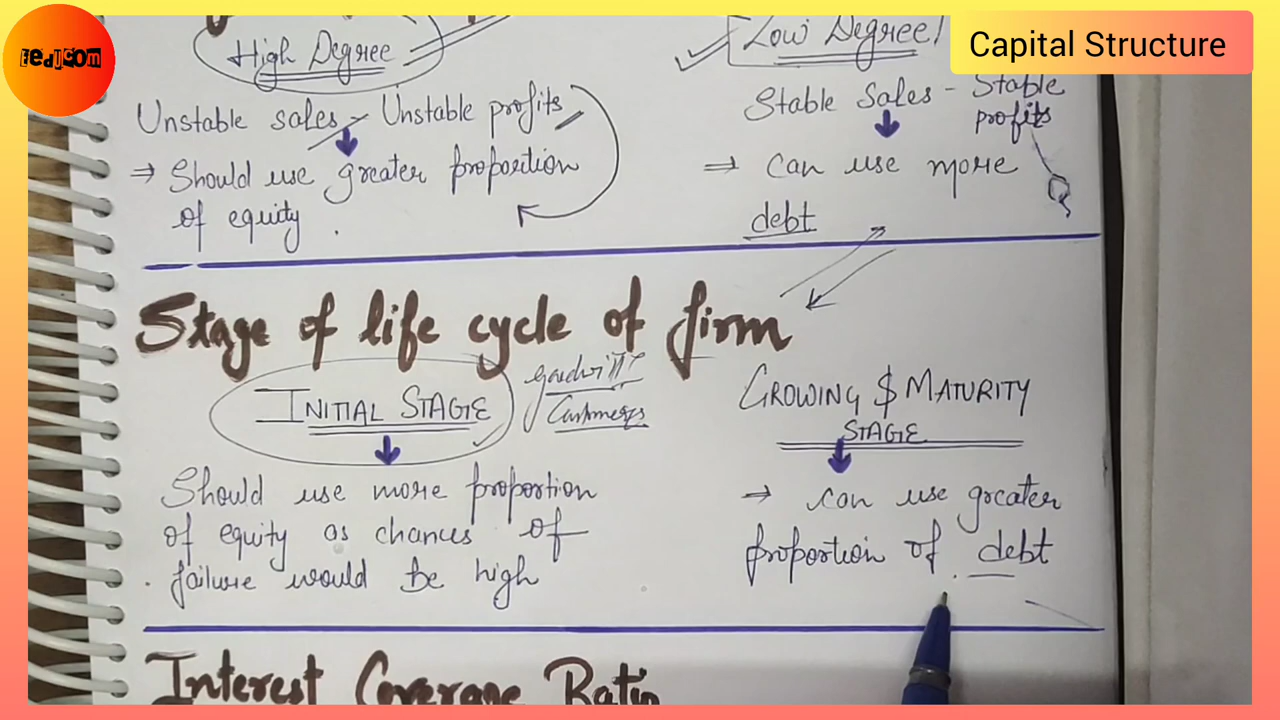 FedUCom
Capital Structure
High Degree
Low Degree
Unstable sales - Unstable profits
Stable Sales - Stable
profits
⇒ Should use greater proportion
of equity.
⇒ Can use more
debt
Stage of life cycle of firm
INITIAL STAGE
Goodwill
Customers
GROWING & MATURITY
STAGE
Should use more proportion
of equity as chances of
failure would be high
→ can use greater
proportion of debt
Interest Coverage Ratio